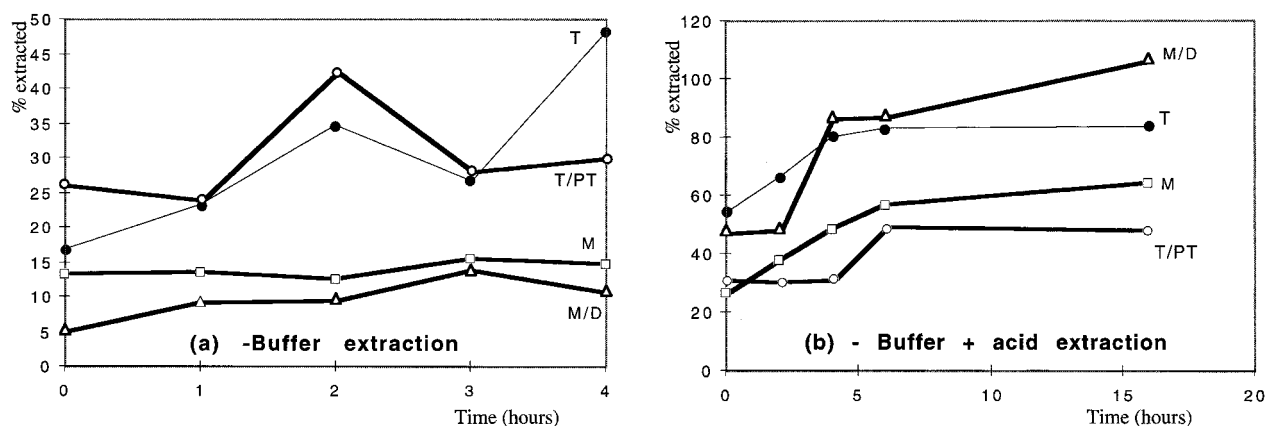 % extracted
50
45
40
35
30
25
20
15
10
5
0
T
T/PT
M
M/D
(a) -Buffer extraction
0 1 2 3 4
Time (hours)
% extracted
120
100
80
60
40
20
0
M/D
T
M
T/PT
(b) - Buffer + acid extraction
0 5 10 15 20
Time (hours)